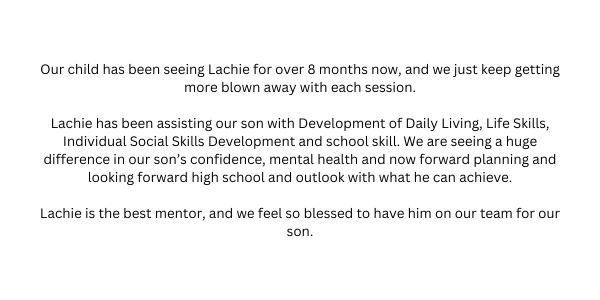 Our child has been seeing Lachie for over 8 months now, and we just keep getting
more blown away with each session.
Lachie has been assisting our son with Development of Daily Living, Life Skills,
Individual Social Skills Development and school skill. We are seeing a huge
difference in our son's confidence, mental health and now forward planning and
looking forward high school and outlook with what he can achieve.
Lachie is the best mentor, and we feel so blessed to have him on our team for our
son.